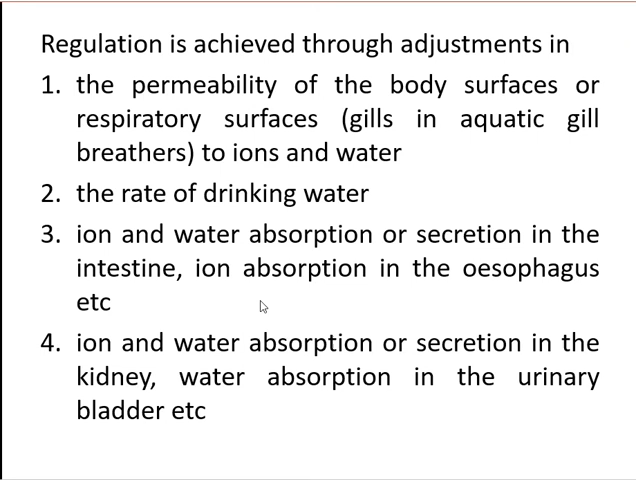 Regulation is achieved through adjustments in
1. the permeability of the body surfaces or
respiratory surfaces (gills in aquatic gill
breathers) to ions and water
2. the rate of drinking water
3. ion and water absorption or secretion in the
intestine, ion absorption in the oesophagus
etc
4. ion and water absorption or secretion in the
kidney, water absorption in the urinary
bladder etc